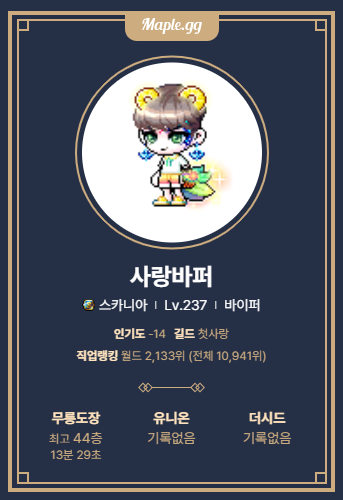 Maple.gg
사랑바퍼
스카니아 | Lv.237 | 바이퍼
인기도 -14 길드 첫사랑
직업랭킹 월드 2,133위 (전체 10,941위)
무릉도장 유니온 더시드
최고 44층 기록없음 기록없음
13분 29초